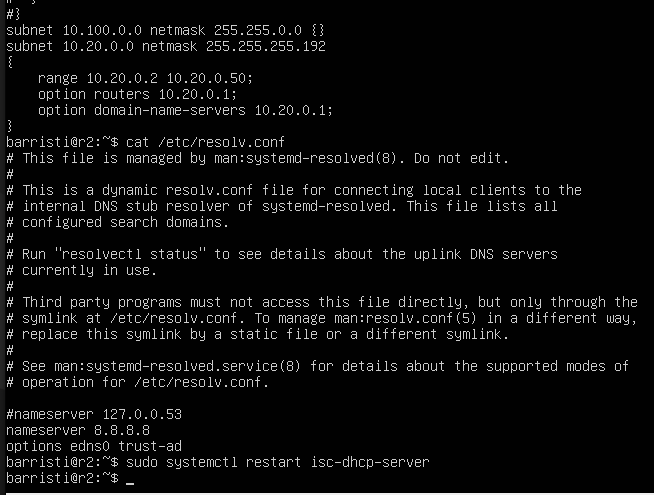 #}
subnet 10.100.0.0 netmask 255.255.0.0 {}
subnet 10.20.0.0 netmask 255.255.255.192
{
    range 10.20.0.2 10.20.0.50;
    option routers 10.20.0.1;
    option domain-name-servers 10.20.0.1;
}
barristi@r2:~$ cat /etc/resolv.conf
# This file is managed by man:systemd-resolved(8). Do not edit.
#
# This is a dynamic resolv.conf file for connecting local clients to the
# internal DNS stub resolver of systemd-resolved. This file lists all
# configured search domains.
#
# Run "resolvectl status" to see details about the uplink DNS servers
# currently in use.
#
# Third party programs must not access this file directly, but only through the
# symlink at /etc/resolv.conf. To manage man:resolv.conf(5) in a different way,
# replace this symlink by a static file or a different symlink.
#
# See man:systemd-resolved.service(8) for details about the supported modes of
# operation for /etc/resolv.conf.

#nameserver 127.0.0.53
nameserver 8.8.8.8
options edns0 trust-ad
barristi@r2:~$ sudo systemctl restart isc-dhcp-server
barristi@r2:~$ _